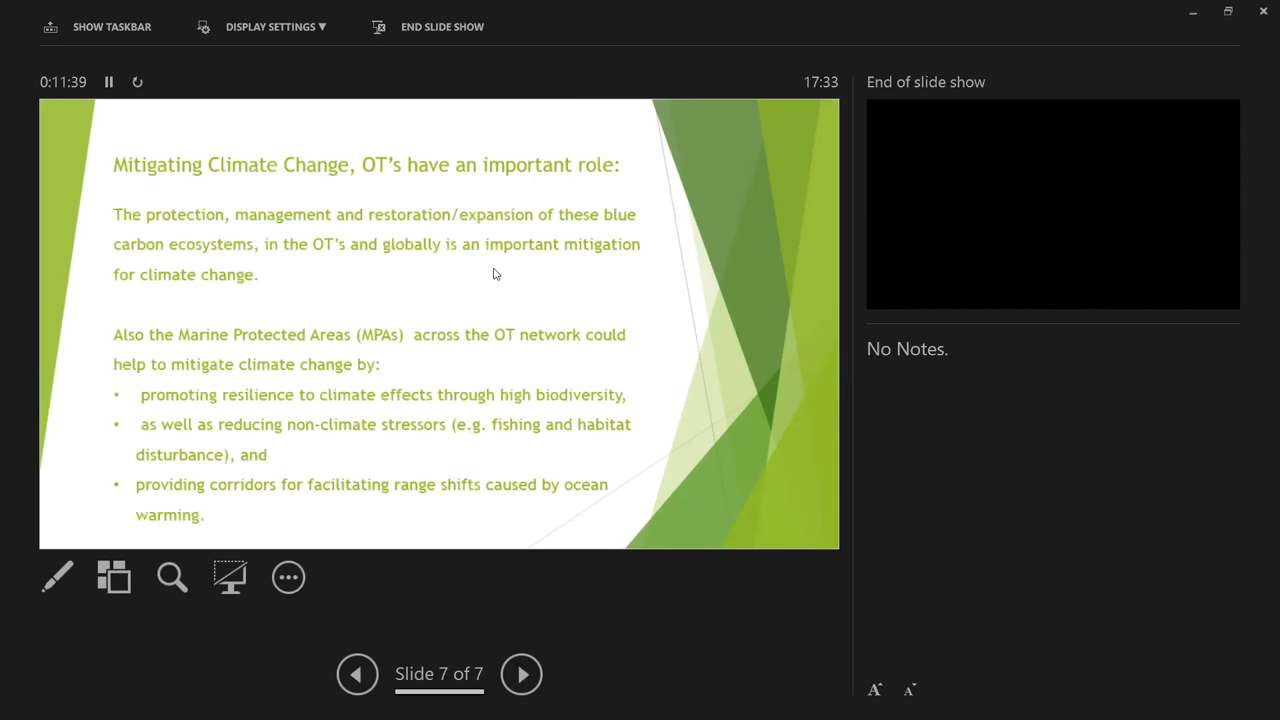 SHOW TASKBAR
DISPLAY SETTINGS ▼
END SLIDE SHOW
0:11:39
17:33
Mitigating Climate Change, OT's have an important role:
The protection, management and restoration/expansion of these blue
carbon ecosystems, in the OT's and globally is an important mitigation
for climate change.
Also the Marine Protected Areas (MPAs)  across the OT network could
help to mitigate climate change by:
• promoting resilience to climate effects through high biodiversity,
• as well as reducing non-climate stressors (e.g. fishing and habitat
disturbance), and
• providing corridors for facilitating range shifts caused by ocean
warming.
Slide 7 of 7
End of slide show
No Notes.
A A